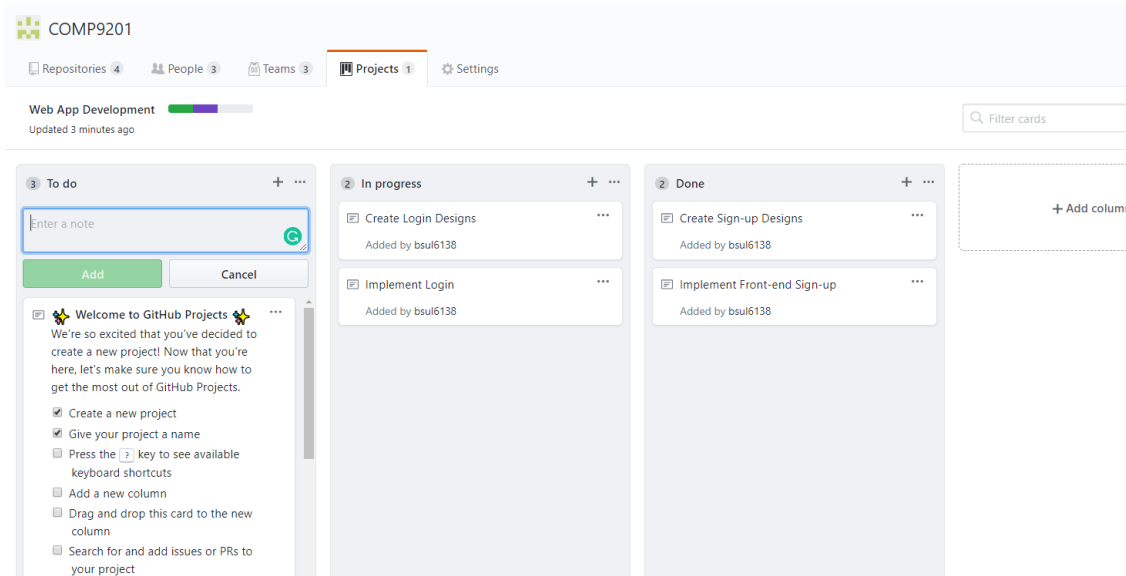 COMP9201
Repositories 4 People 3 Teams 3 Projects 1 Settings
Web App Development
Updated 3 minutes ago
Filter cards
3 To do
Enter a note
Add Cancel
Welcome to GitHub Projects
We're so excited that you've decided to
create a new project! Now that you're
here, let's make sure you know how to
get the most out of GitHub Projects.
Create a new project
Give your project a name
Press the ? key to see available
keyboard shortcuts
Add a new column
Drag and drop this card to the new
column
Search for and add issues or PRs to
your project
2 In progress
Create Login Designs
Added by bsul6138
Implement Login
Added by bsul6138
2 Done
Create Sign-up Designs
Added by bsul6138
Implement Front-end Sign-up
Added by bsul6138
+ Add colum